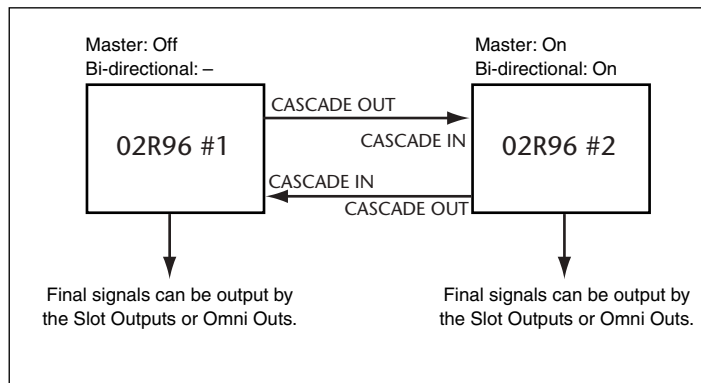 Master: Off
Bi-directional: –
Master: On
Bi-directional: On
CASCADE OUT
CASCADE IN
02R96 #1
02R96 #2
CASCADE IN
CASCADE OUT
Final signals can be output by
the Slot Outputs or Omni Outs.
Final signals can be output by
the Slot Outputs or Omni Outs.